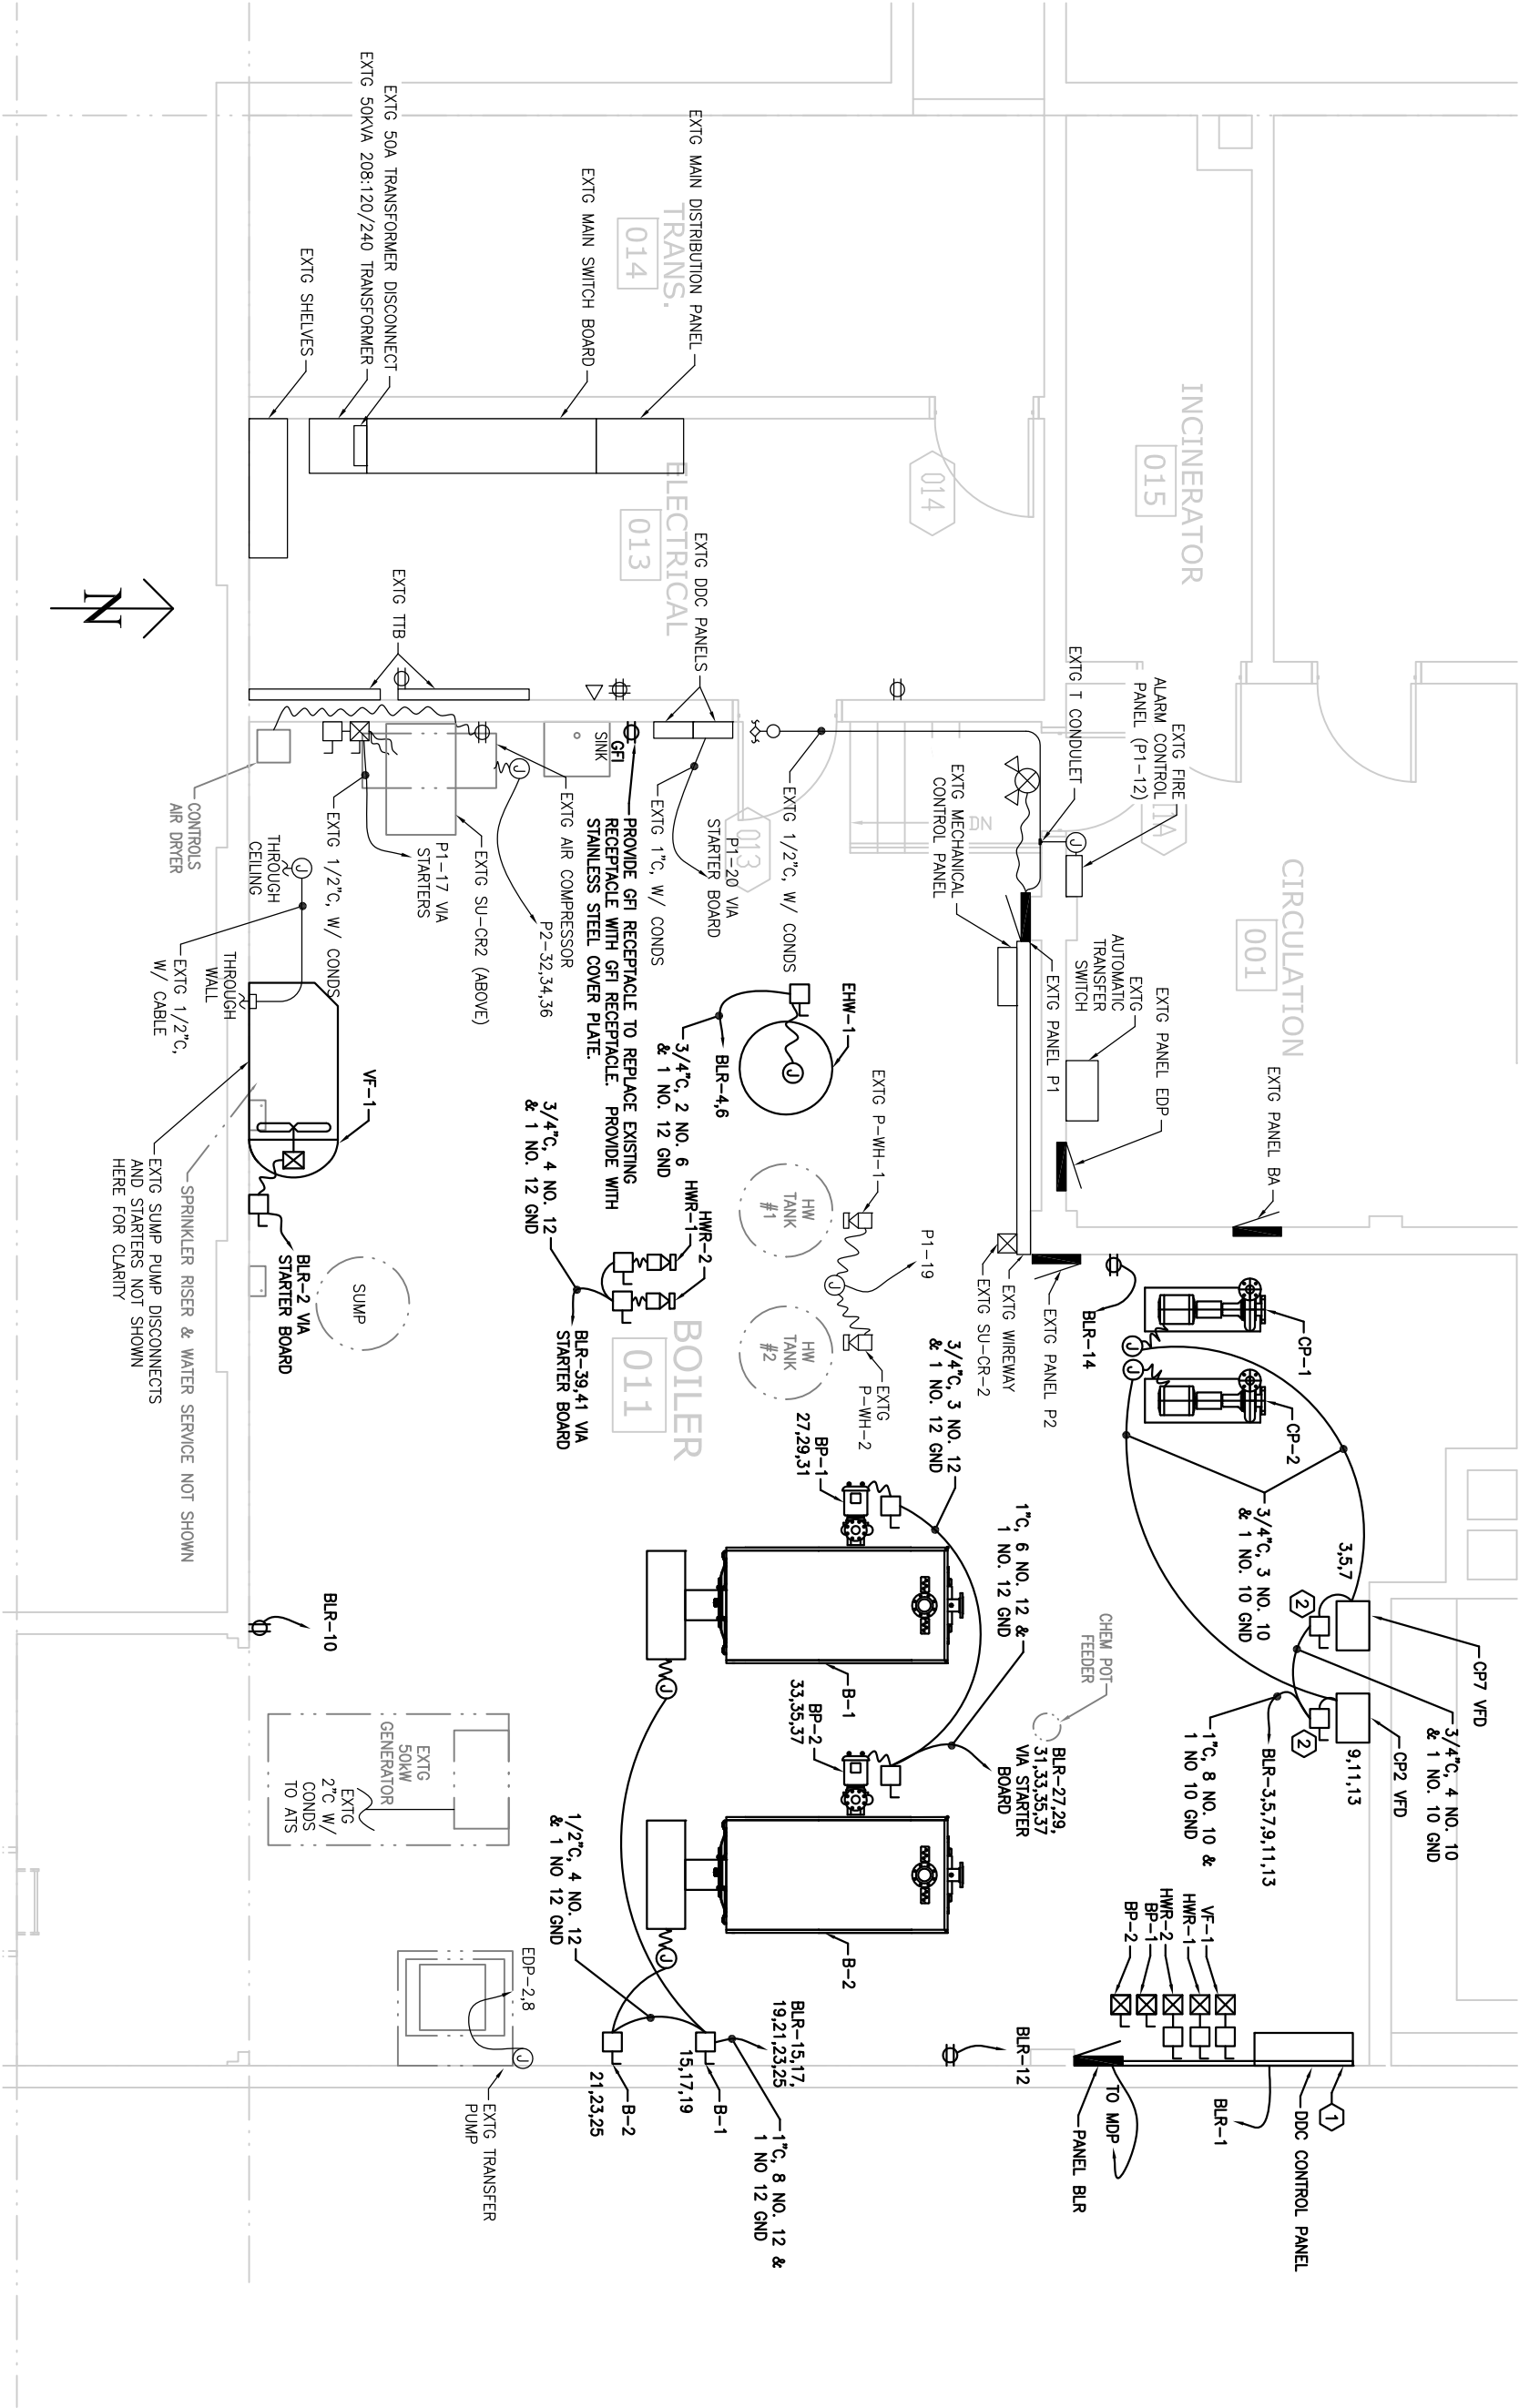 INCINERATOR
015
CIRCULATION
001
11A
TRANS.
014
014
ELECTRICAL
013
013
DN
BOILER
011
EXTG MAIN DISTRIBUTION PANEL
EXTG MAIN SWITCH BOARD
EXTG 50A TRANSFORMER DISCONNECT
EXTG 50KVA 208:120/240 TRANSFORMER
EXTG SHELVES
N
EXTG TTB
EXTG DDC PANELS
EXTG T CONDULET
EXTG FIRE
ALARM CONTROL
PANEL (P1-12)
EXTG MECHANICAL
CONTROL PANEL
EXTG 1/2"C, W/ CONDS
P1-20 VIA
STARTER BOARD
EXTG 1"C, W/ CONDS
GFI
SINK
PROVIDE GFI RECEPTACLE TO REPLACE EXISTING
RECEPTACLE WITH GFI RECEPTACLE. PROVIDE WITH
STAINLESS STEEL COVER PLATE.
EXTG AIR COMPRESSOR
P2-32,34,36
EXTG SU-CR2 (ABOVE)
P1-17 VIA
STARTERS
EXTG 1/2"C, W/ CONDS
CONTROLS
AIR DRYER
THROUGH
CEILING
J
THROUGH
WALL
EXTG 1/2"C,
W/ CABLE
VF-1
SPRINKLER RISER & WATER SERVICE NOT SHOWN
EXTG SUMP PUMP DISCONNECTS
AND STARTERS NOT SHOWN
HERE FOR CLARITY
BLR-2 VIA
STARTER BOARD
SUMP
EXTG PANEL P1
AUTOMATIC
TRANSFER
SWITCH
EXTG
EXTG PANEL EDP
EXTG PANEL BA
EHW-1
J
BLR-4,6
3/4"C, 2 NO. 6
& 1 NO. 12 GND
EXTG P-WH-1
HW
TANK
#1
P1-19
J
HW
TANK
#2
EXTG
P-WH-2
HWR-1
HWR-2
3/4"C, 4 NO. 12
& 1 NO. 12 GND
BLR-39,41 VIA
STARTER BOARD
EXTG SU-CR-2
EXTG WIREWAY
EXTG PANEL P2
BLR-14
CP-1
CP-2
J
J
3/4"C, 3 NO. 10
& 1 NO. 10 GND
3,5,7
2
CP7 VFD
3/4"C, 4 NO. 10
& 1 NO. 10 GND
CP2 VFD
9,11,13
2
BLR-3,5,7,9,11,13
1"C, 8 NO. 10 &
1 NO 10 GND
3/4"C, 3 NO. 12
& 1 NO. 12 GND
BP-1
27,29,31
1"C, 6 NO. 12 &
1 NO. 12 GND
CHEM POT
FEEDER
BLR-27,29,
31,33,35,37
VIA STARTER
BOARD
B-1
BP-2
33,35,37
B-2
J
J
BLR-10
EXTG
50kW
GENERATOR
EXTG
2"C W/
CONDS
TO ATS
1/2"C, 4 NO. 12
& 1 NO 12 GND
EDP-2,8
J
EXTG TRANSFER
PUMP
BLR-15,17,
19,21,23,25
15,17,19
B-1
B-2
21,23,25
1"C, 8 NO. 12 &
1 NO 12 GND
BLR-12
VF-1
HWR-1
HWR-2
BP-1
BP-2
1
DDC CONTROL PANEL
BLR-1
TO MDP
PANEL BLR